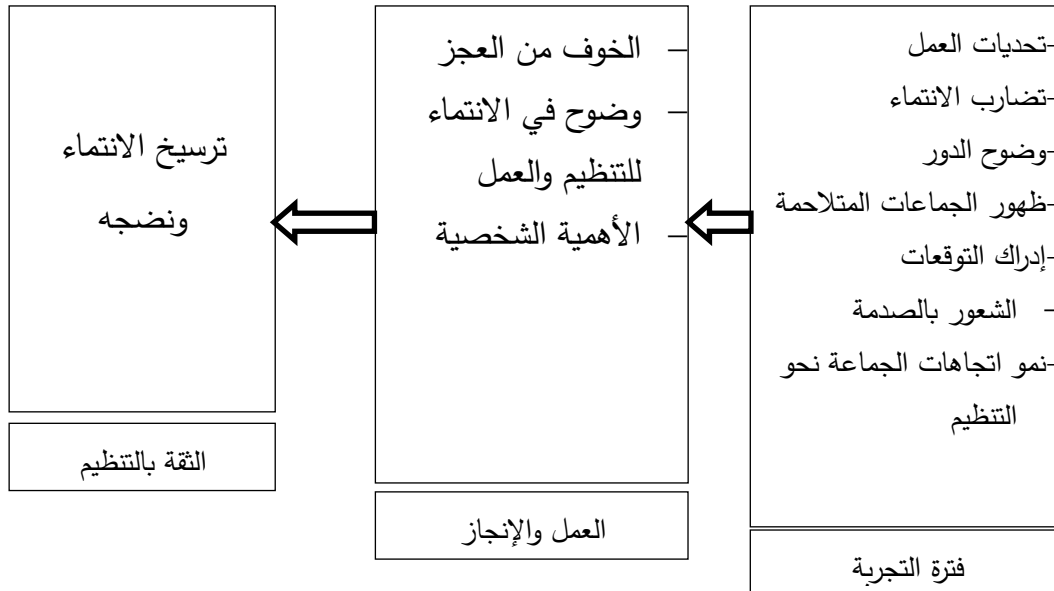 -تحديات العمل
-تضارب الانتماء
-وضوح الدور
-ظهور الجماعات المتلاحمة
-إدراك التوقعات
- الشعور بالصدمة
-نمو اتجاهات الجماعة نحو
التنظيم
فترة التجربة
– الخوف من العجز
– وضوح في الانتماء
للتنظيم والعمل
– الأهمية الشخصية
العمل والإنجاز
ترسيخ الانتماء
ونضجه
الثقة بالتنظيم